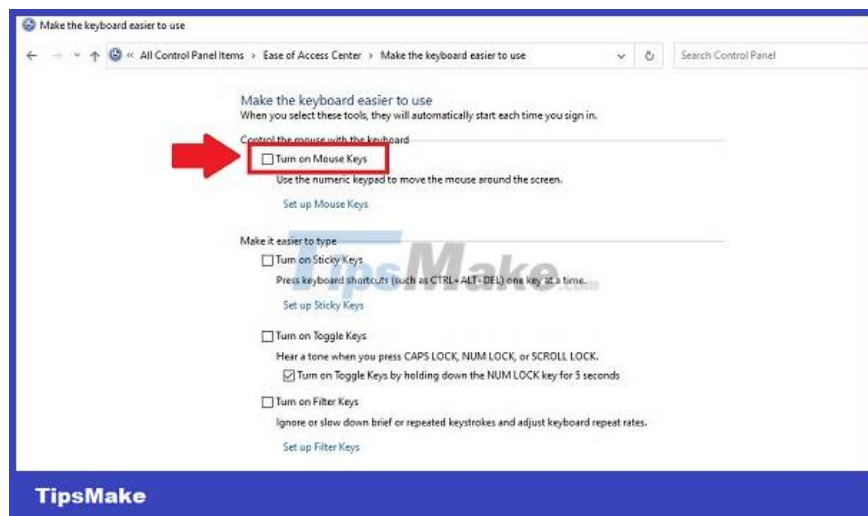 Make the keyboard easier to use
« All Control Panel Items > Ease of Access Center > Make the keyboard easier to use
Search Control Panel
Make the keyboard easier to use
When you select these tools, they will automatically start each time you sign in.
Control the mouse with the keyboard
Turn on Mouse Keys
Use the numeric keypad to move the mouse around the screen.
Set up Mouse Keys
Make it easier to type
Turn on Sticky Keys
Press keyboard shortcuts (such as CTRL+ALT+DEL) one key at a time.
TipsMake.com
Set up Sticky Keys
Turn on Toggle Keys
Hear a tone when you press CAPS LOCK, NUM LOCK, or SCROLL LOCK.
Turn on Toggle Keys by holding down the NUM LOCK key for 5 seconds
Turn on Filter Keys
Ignore or slow down brief or repeated keystrokes and adjust keyboard repeat rates.
Set up Filter Keys
TipsMake